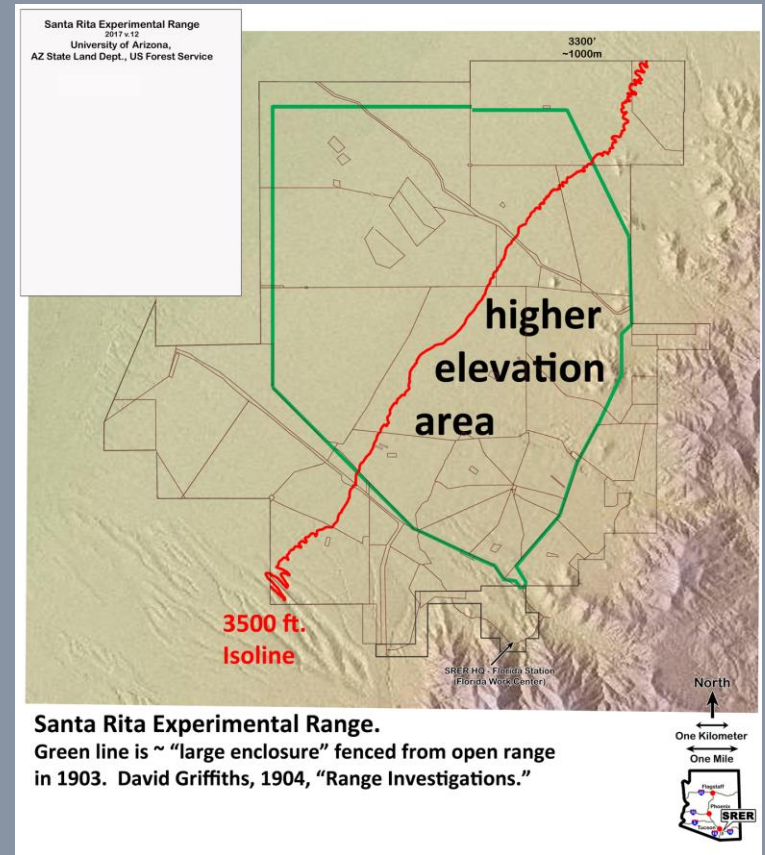 Santa Rita Experimental Range
2017 v.12
University of Arizona,
AZ State Land Dept., US Forest Service
3300'
~1000m
higher
elevation
area
3500 ft.
Isoline
SRER HQ - Florida Station
(Florida Work Center)
North
One Kilometer
One Mile
Santa Rita Experimental Range.
Green line is ~ “large enclosure” fenced from open range
in 1903.  David Griffiths, 1904, “Range Investigations.”
Flagstaff
Phoenix
SRER
Tucson